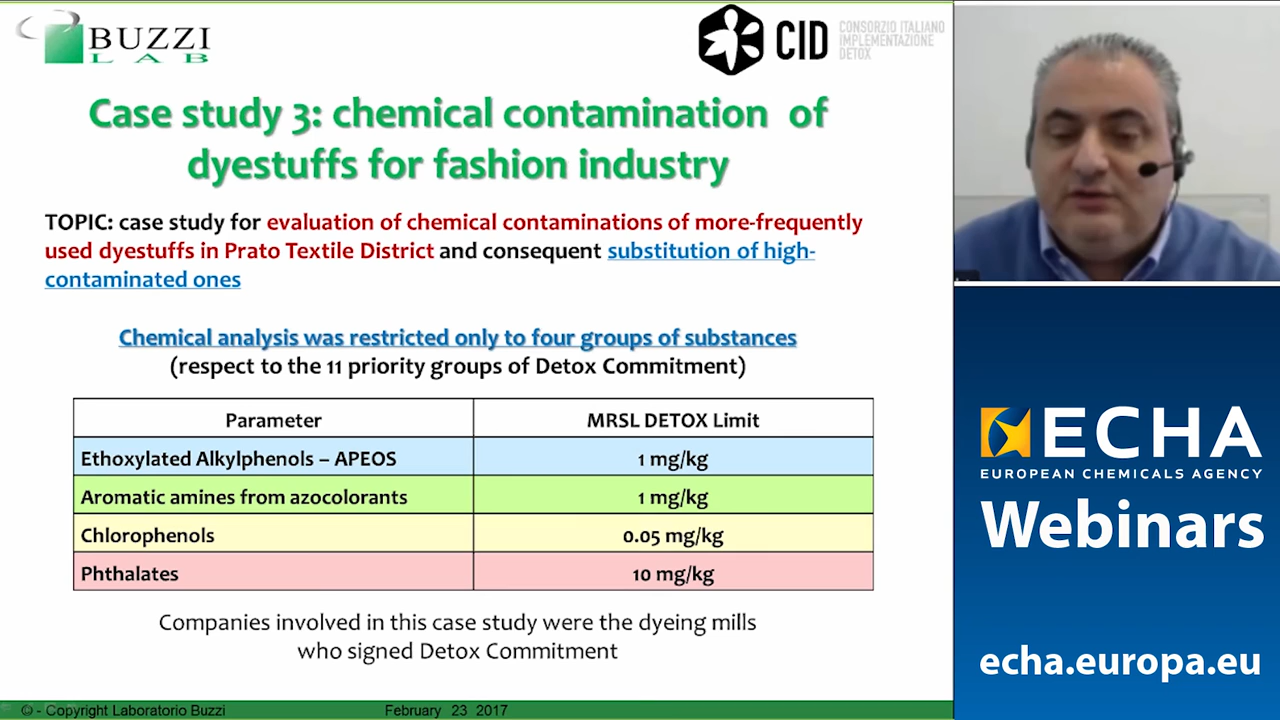 BUZZI
LAB
CID
CONSORZIO ITALIANO
IMPLEMENTAZIONE
DETOX
Case study 3: chemical contamination of
dyestuffs for fashion industry
TOPIC: case study for evaluation of chemical contaminations of more-frequently
used dyestuffs in Prato Textile District and consequent substitution of high-
contaminated ones
Chemical analysis was restricted only to four groups of substances
(respect to the 11 priority groups of Detox Commitment)
Parameter MRSL DETOX Limit
Ethoxylated Alkylphenols – APEOS 1 mg/kg
Aromatic amines from azocolorants 1 mg/kg
Chlorophenols 0.05 mg/kg
Phthalates 10 mg/kg
Companies involved in this case study were the dyeing mills
who signed Detox Commitment
© - Copyright Laboratorio Buzzi February 23 2017
ECHA
EUROPEAN CHEMICALS AGENCY
Webinars
echa.europa.eu